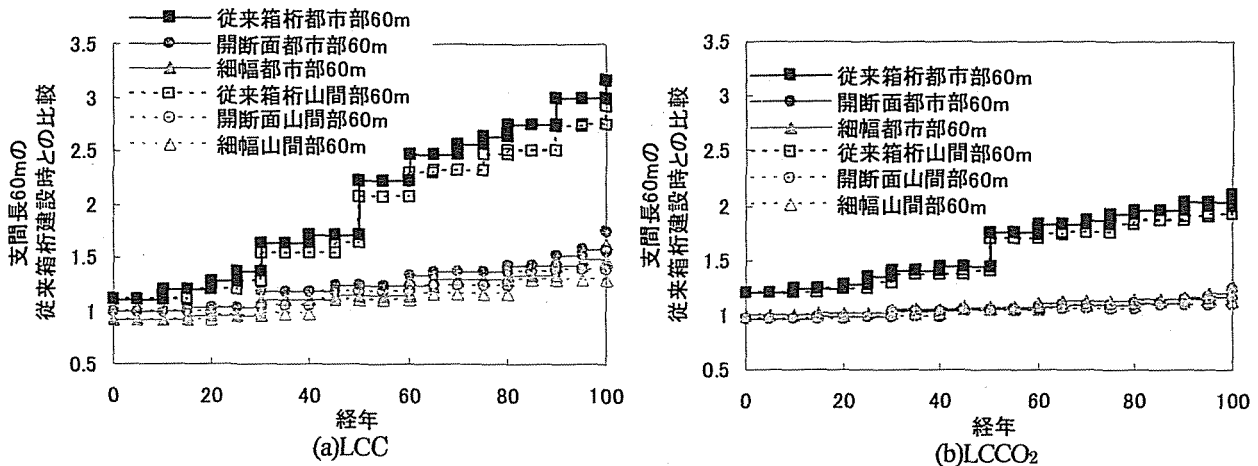 従来箱桁都市部60m
開断面都市部60m
細幅都市部60m
従来箱桁山間部60m
開断面山間部60m
細幅山間部60m
3.5
3
2.5
2
1.5
1
0.5
支間長60mの
従来箱桁建設時との比較
0
20
40
60
80
100
経年
(a)LCC
従来箱桁都市部60m
開断面都市部60m
細幅都市部60m
従来箱桁山間部60m
開断面山間部60m
細幅山間部60m
3.5
3
2.5
2
1.5
1
0.5
支間長60mの
従来箱桁建設時との比較
0
20
40
60
80
100
経年
(b)LCCO2